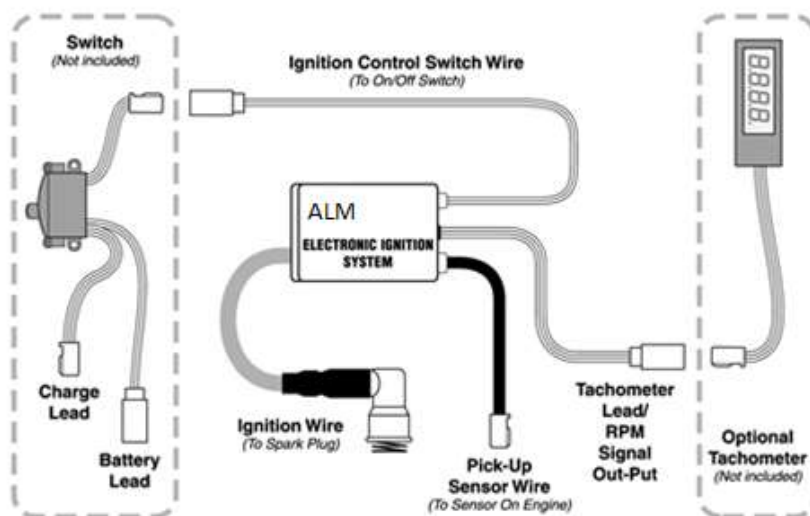 Switch
(Not included)
Ignition Control Switch Wire
(To On/Off Switch)
8888
ALM
ELECTRONIC IGNITION
SYSTEM
Charge
Lead
Battery
Lead
Ignition Wire
(To Spark Plug)
Pick-Up
Sensor Wire
(To Sensor On Engine)
Tachometer
Lead/
RPM
Signal
Out-Put
Optional
Tachometer
(Not included)